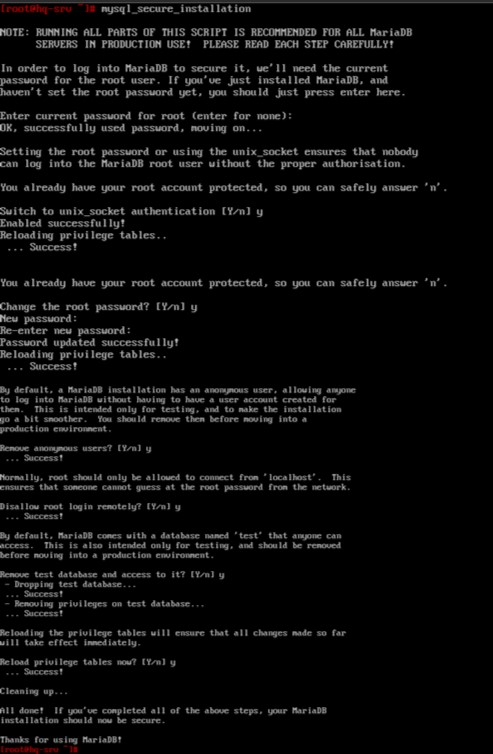 [root@hq-srv ~]# mysql_secure_installation
NOTE: RUNNING ALL PARTS OF THIS SCRIPT IS RECOMMENDED FOR ALL MariaDB
SERVERS IN PRODUCTION USE!  PLEASE READ EACH STEP CAREFULLY!
In order to log into MariaDB to secure it, we'll need the current
password for the root user. If you've just installed MariaDB, and
haven't set the root password yet, you should just press enter here.
Enter current password for root (enter for none):
OK, successfully used password, moving on...
Setting the root password or using the unix_socket ensures that nobody
can log into the MariaDB root user without the proper authorisation.
You already have your root account protected, so you can safely answer 'n'.
Switch to unix_socket authentication [Y/n] y
Enabled successfully!
Reloading privilege tables..
... Success!
You already have your root account protected, so you can safely answer 'n'.
Change the root password? [Y/n] y
New password:
Re-enter new password:
Password updated successfully!
Reloading privilege tables..
... Success!
By default, a MariaDB installation has an anonymous user, allowing anyone
to log into MariaDB without having to have a user account created for
them.  This is intended only for testing, and to make the installation
go a bit smoother.  You should remove them before moving into a
production environment.
Remove anonymous users? [Y/n] y
... Success!
Normally, root should only be allowed to connect from 'localhost'.  This
ensures that someone cannot guess at the root password from the network.
Disallow root login remotely? [Y/n] y
... Success!
By default, MariaDB comes with a database named 'test' that anyone can
access.  This is also intended only for testing, and should be removed
before moving into a production environment.
Remove test database and access to it? [Y/n] y
- Dropping test database...
... Success!
- Removing privileges on test database...
... Success!
Reloading the privilege tables will ensure that all changes made so far
will take effect immediately.
Reload privilege tables now? [Y/n] y
... Success!
Cleaning up...
All done!  If you've completed all of the above steps, your MariaDB
installation should now be secure.
Thanks for using MariaDB!
[root@hq-srv ~]#